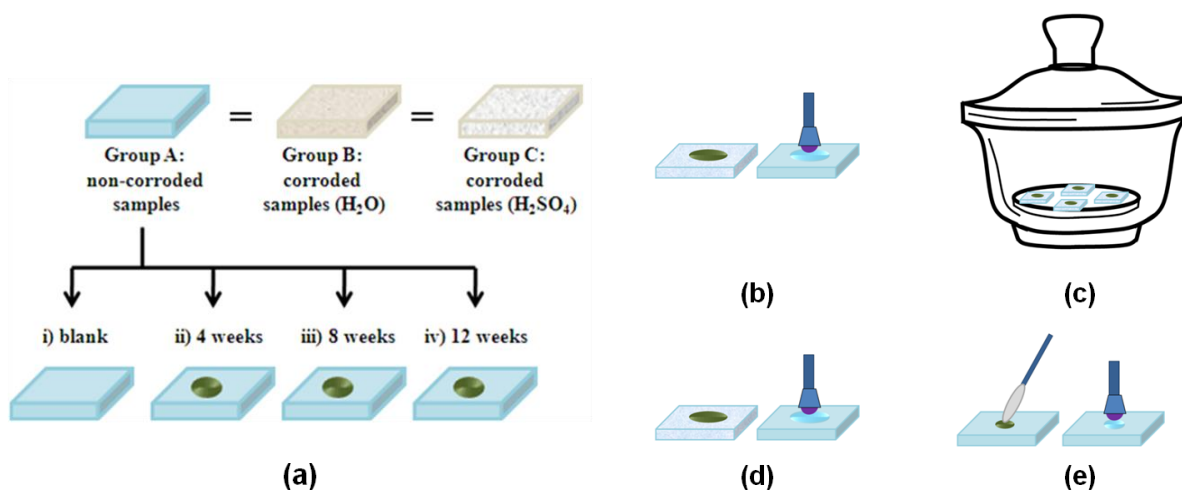 =
=
Group A:
non-corroded
samples
Group B:
corroded
samples (H₂O)
Group C:
corroded
samples (H₂SO₄)
i) blank
ii) 4 weeks
iii) 8 weeks
iv) 12 weeks
(a)
(b)
(c)
(d)
(e)